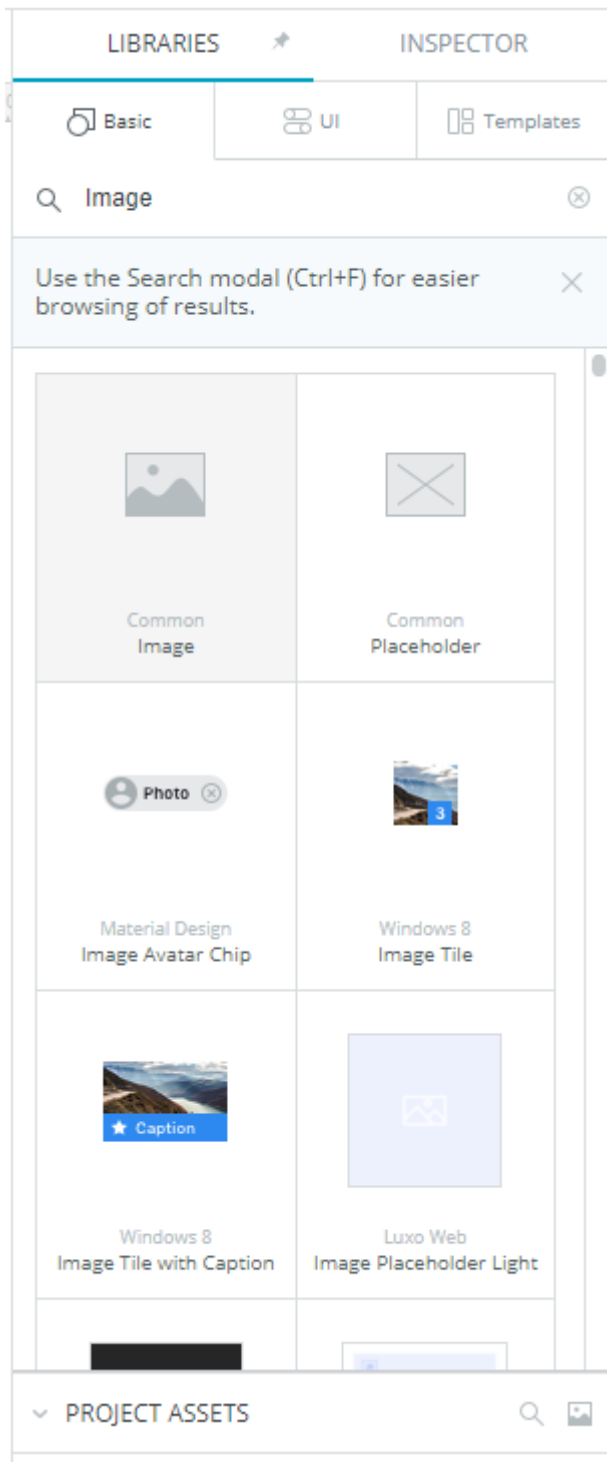 LIBRARIES
INSPECTOR
Basic
UI
Templates
Image
Use the Search modal (Ctrl+F) for easier
browsing of results.
Common
Image
Common
Placeholder
Photo
Material Design
Image Avatar Chip
3
Windows 8
Image Tile
Caption
Windows 8
Image Tile with Caption
Luxo Web
Image Placeholder Light
PROJECT ASSETS